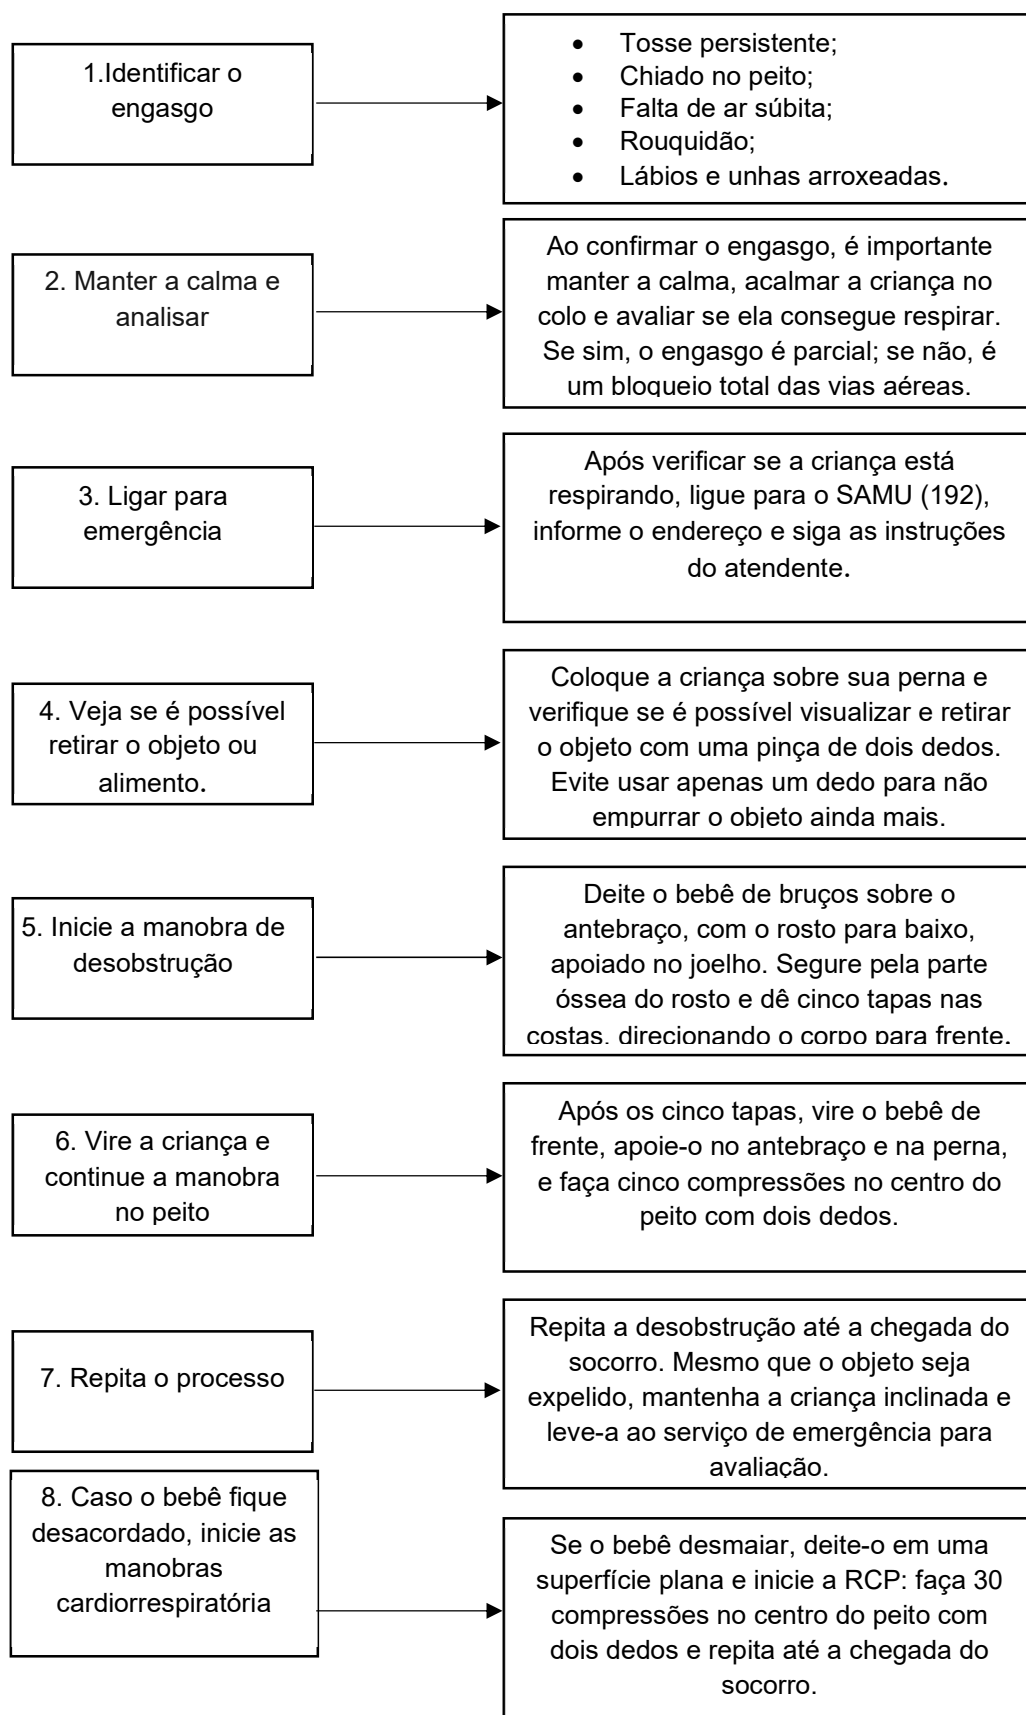 1.Identificar o
engasgo
• Tosse persistente;
• Chiado no peito;
• Falta de ar súbita;
• Rouquidão;
• Lábios e unhas arroxeadas.
2. Manter a calma e
analisar
Ao confirmar o engasgo, é importante
manter a calma, acalmar a criança no
colo e avaliar se ela consegue respirar.
Se sim, o engasgo é parcial; se não, é
um bloqueio total das vias aéreas.
3. Ligar para
emergência
Após verificar se a criança está
respirando, ligue para o SAMU (192),
informe o endereço e siga as instruções
do atendente.
4. Veja se é possível
retirar o objeto ou
alimento.
Coloque a criança sobre sua perna e
verifique se é possível visualizar e retirar
o objeto com uma pinça de dois dedos.
Evite usar apenas um dedo para não
empurrar o objeto ainda mais.
5. Inicie a manobra de
desobstrução
Deite o bebê de bruços sobre o
antebraço, com o rosto para baixo,
apoiado no joelho. Segure pela parte
óssea do rosto e dê cinco tapas nas
costas, direcionando o corpo para frente.
6. Vire a criança e
continue a manobra
no peito
Após os cinco tapas, vire o bebê de
frente, apoie-o no antebraço e na perna,
e faça cinco compressões no centro do
peito com dois dedos.
7. Repita o processo
Repita a desobstrução até a chegada do
socorro. Mesmo que o objeto seja
expelido, mantenha a criança inclinada e
leve-a ao serviço de emergência para
avaliação.
8. Caso o bebê fique
desacordado, inicie as
manobras
cardiorrespiratória
Se o bebê desmaiar, deite-o em uma
superfície plana e inicie a RCP: faça 30
compressões no centro do peito com
dois dedos e repita até a chegada do
socorro.